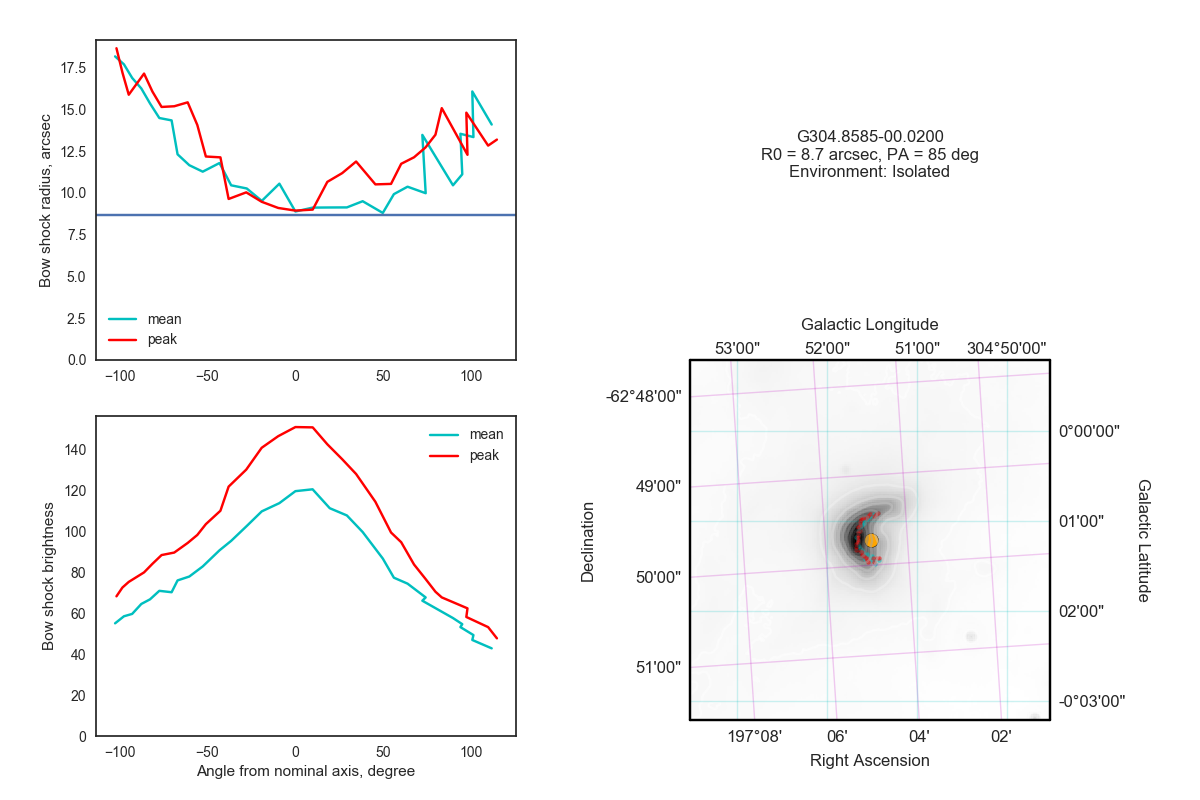 17.5
15.0
12.5
10.0
7.5
5.0
2.5
0.0
Bow shock radius, arcsec
mean
peak
−100 −50 0 50 100
140
120
100
80
60
40
20
0
Bow shock brightness
mean
peak
−100 −50 0 50 100
Angle from nominal axis, degree
G304.8585-00.0200
R0 = 8.7 arcsec, PA = 85 deg
Environment: Isolated
Galactic Longitude
53'00" 52'00" 51'00" 304°50'00"
-62°48'00"
49'00"
50'00"
51'00"
Declination
0°00'00"
01'00"
02'00"
-0°03'00"
Galactic Latitude
197°08' 06' 04' 02'
Right Ascension